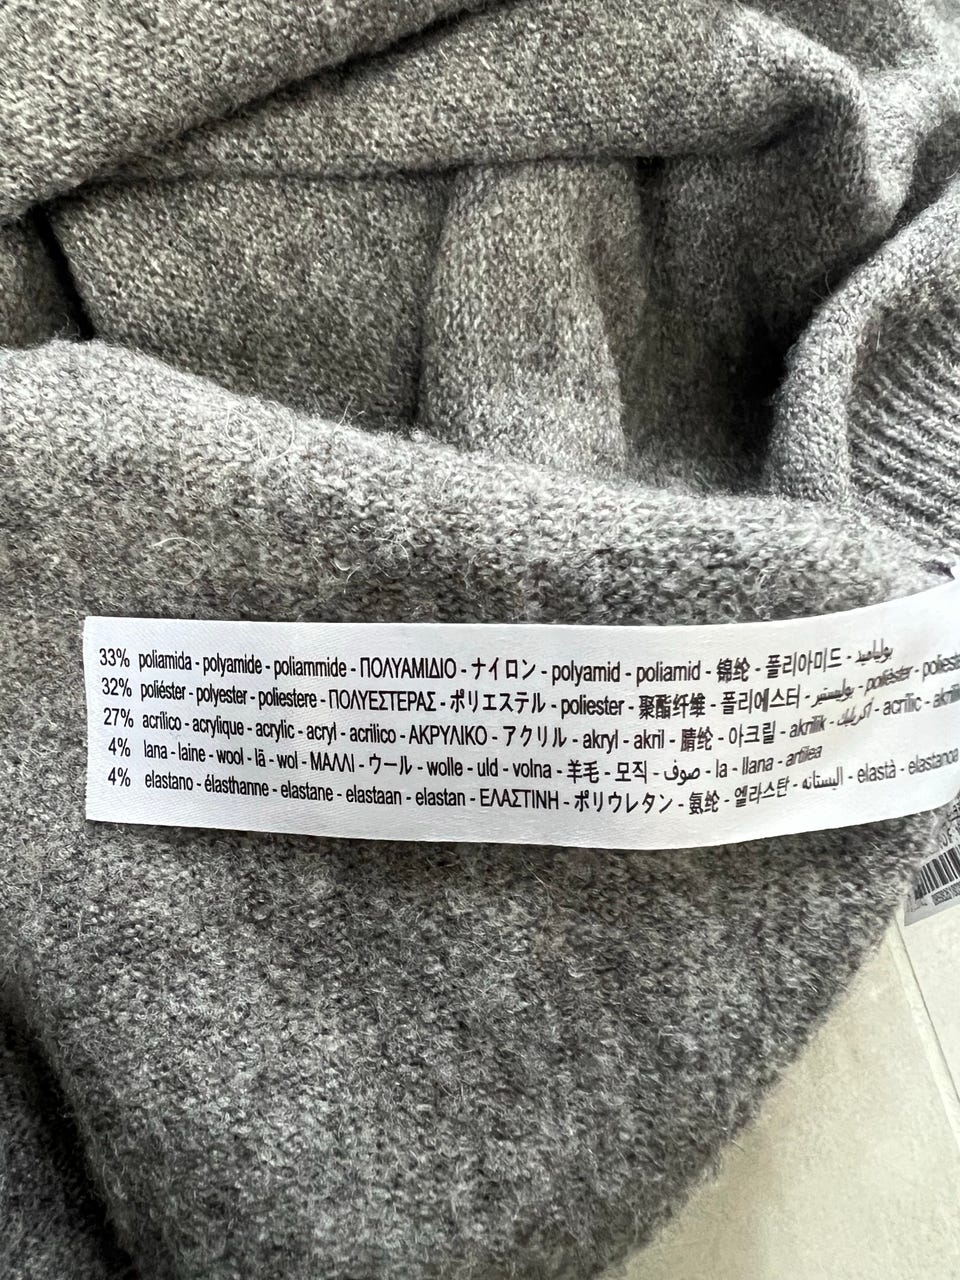 33% poliamida - polyamide - poliammide - ΠΟΛΥΑΜΙΔΙΟ - ナイロン - polyamid - poliamid - 锦纶 - 폴리아미드 - بولياميد
32% poliéster - polyester - poliestere - ΠΟΛΥΕΣΤΕΡΑΣ - ポリエステル - poliester - 聚酯纤维 - 폴리에스터 - بوليستير - polièster - poliest
27% acrílico - acrylique - acrylic - acryl - acrilico - ΑΚΡΥΛΙΚΟ - アクリル - akryl - akril - 腈纶 - 아크릴 - akrilik - أكريليك - acrílic -
4% lana - laine - wool - lã - wol - ΜΑΛΛΙ - ウール - wolle - uld - volna - 羊毛 - 모직 - صوف - la - llana - artilea
4% elastano - élasthanne - elastane - elastaan - elastan - ΕΛΑΣΤΙΝΗ - ポリウレタン - 氨纶 - 엘라스탄 - اليستانه - elastà - elastanoa